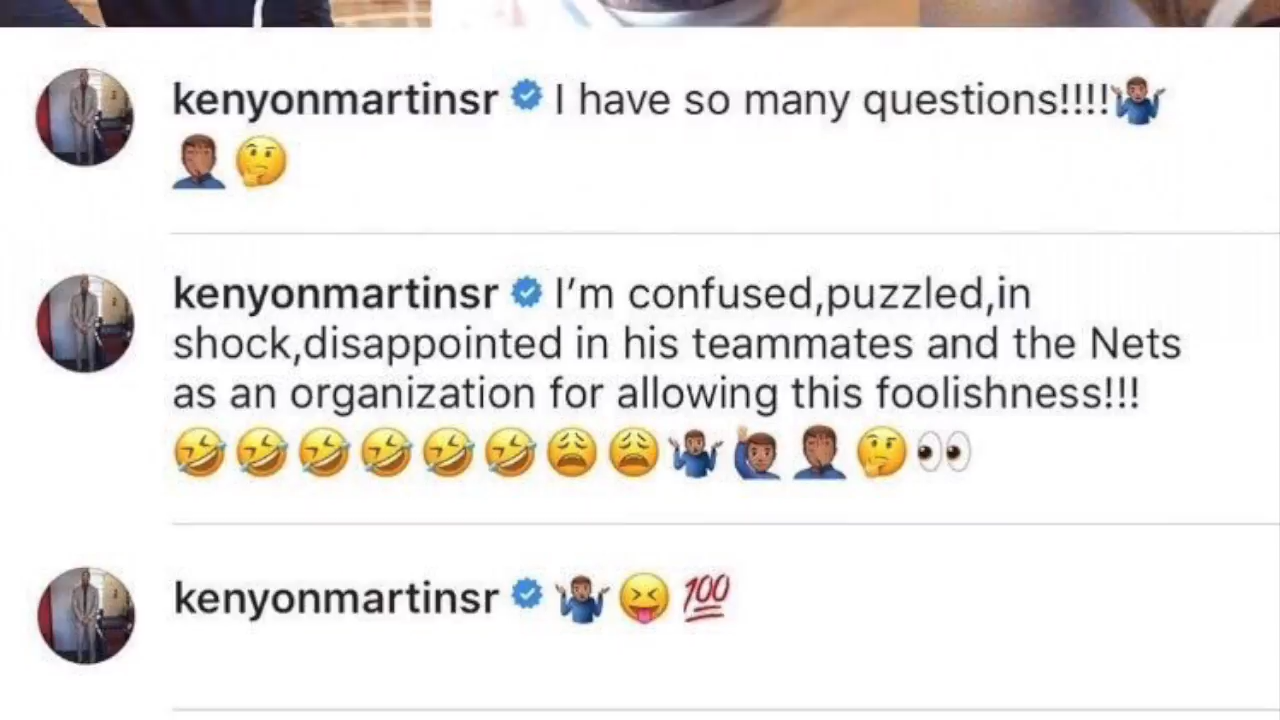 kenyonmartinsr I have so many questions!!!!🤷🏾‍♂️
🤦🏾‍♂️🤔
kenyonmartinsr I’m confused,puzzled,in
shock,disappointed in his teammates and the Nets
as an organization for allowing this foolishness!!!
🤣🤣🤣🤣🤣🤣😩😩🤷🏾‍♂️🙋🏾‍♂️🤦🏾‍♂️🤔👀
kenyonmartinsr 🤷🏾‍♂️😝💯